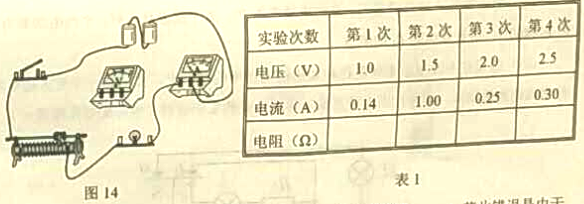 实验次数 第1次 第2次 第3次 第4次
电压（V） 1.0 1.5 2.0 2.5
电流（A） 0.14 1.00 0.25 0.30
电阻（Ω）
图14
表1